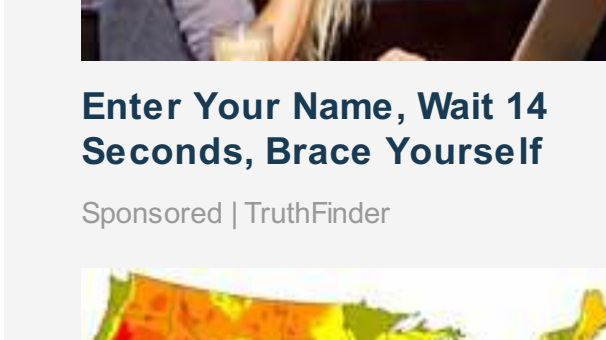 Enter Your Name, Wait 14
Seconds, Brace Yourself
Sponsored | TruthFinder